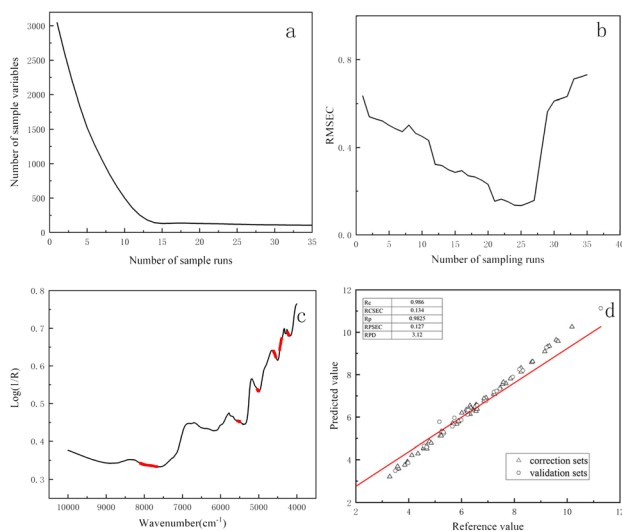 a
3000
2500
2000
1500
1000
500
0
0 5 10 15 20 25 30 35
Number of sample variables
Number of sample runs
b
0.8
0.4
0.0
0 5 10 15 20 25 30 35 40
RMSEC
Number of sampling runs
c
0.8
0.7
0.6
0.5
0.4
0.3
10000 9000 8000 7000 6000 5000 4000
Log(1/R)
Wavenumber(cm⁻¹)
d
Rc 0.986
RCSEC 0.134
Rp 0.9825
RPSEC 0.127
RPD 3.12
12
10
8
6
4
2
2 4 6 8 10 12
Predicted value
correction sets
validation sets
Reference value